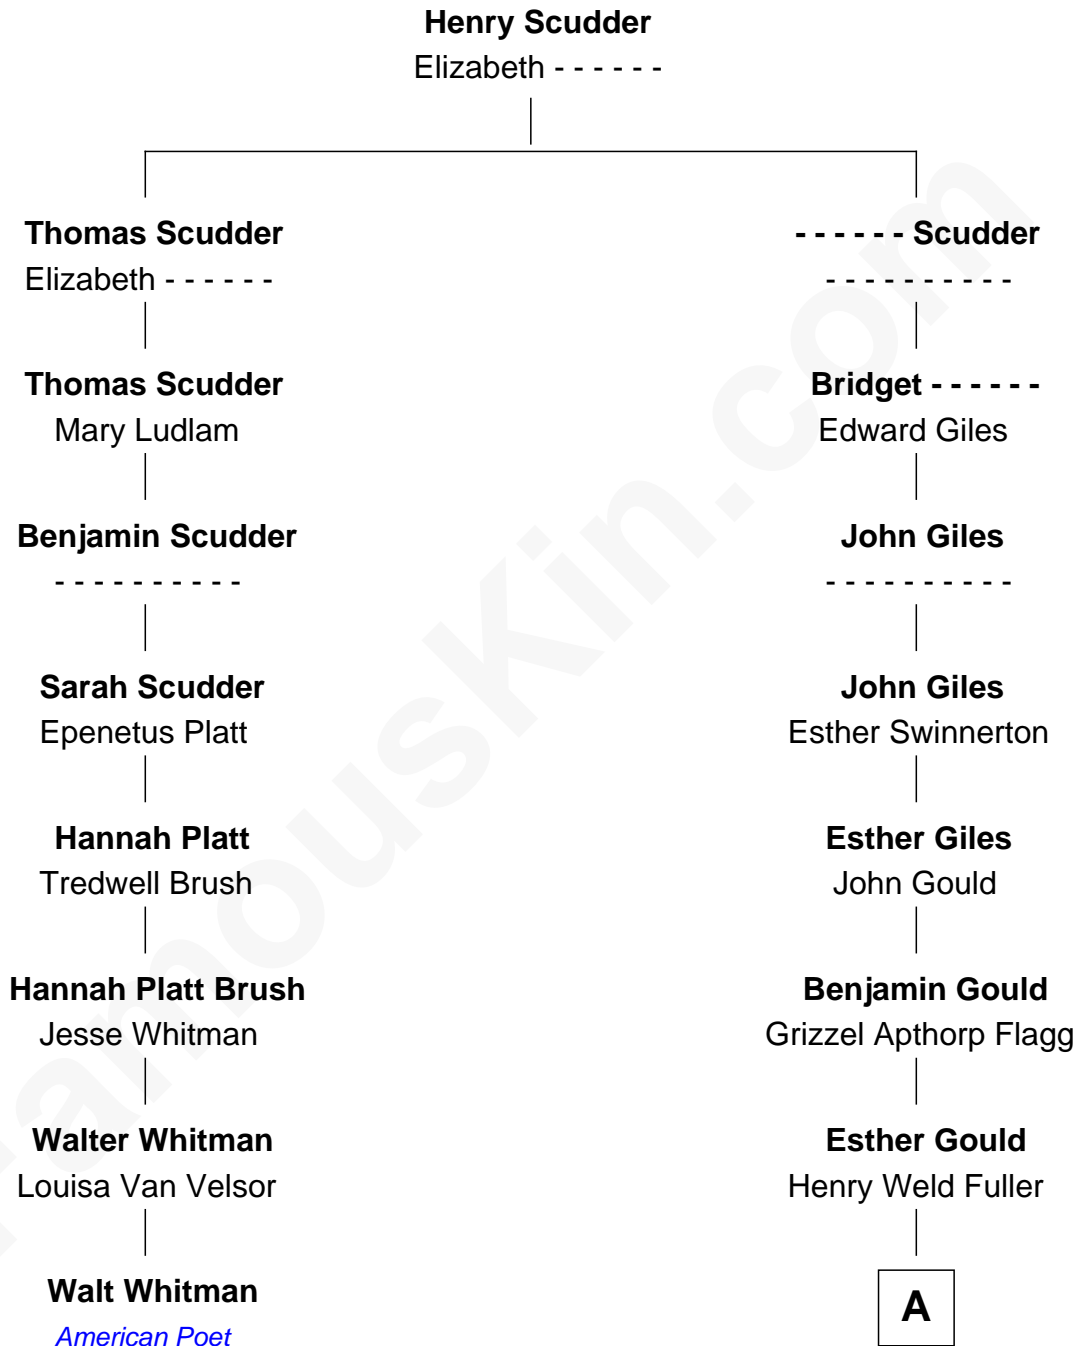 Henry Scudder
Elizabeth - - - - - -
Thomas Scudder
Elizabeth - - - - - -
- - - - - - Scudder
- - - - - - - - - -
Thomas Scudder
Mary Ludlam
Bridget - - - - - -
Edward Giles
Benjamin Scudder
- - - - - - - - - -
John Giles
- - - - - - - - - -
Sarah Scudder
Epenetus Platt
John Giles
Esther Swinnerton
Hannah Platt
Tredwell Brush
Esther Giles
John Gould
Hannah Platt Brush
Jesse Whitman
Benjamin Gould
Grizzel Apthorp Flagg
Walter Whitman
Louisa Van Velsor
Esther Gould
Henry Weld Fuller
Walt Whitman
American Poet
A
FamousKin.com